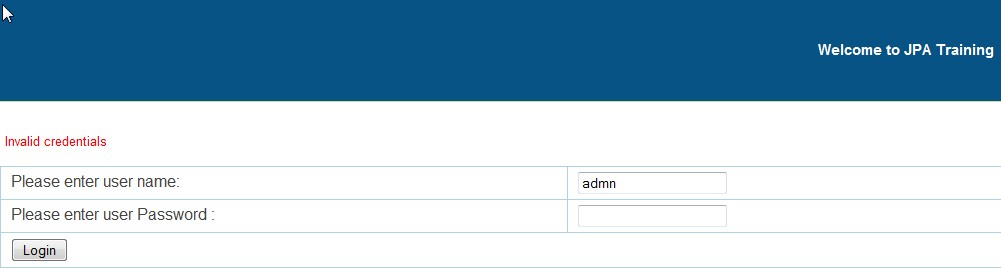 Welcome to JPA Training
Invalid credentials
Please enter user name:
admn
Please enter user Password :
Login